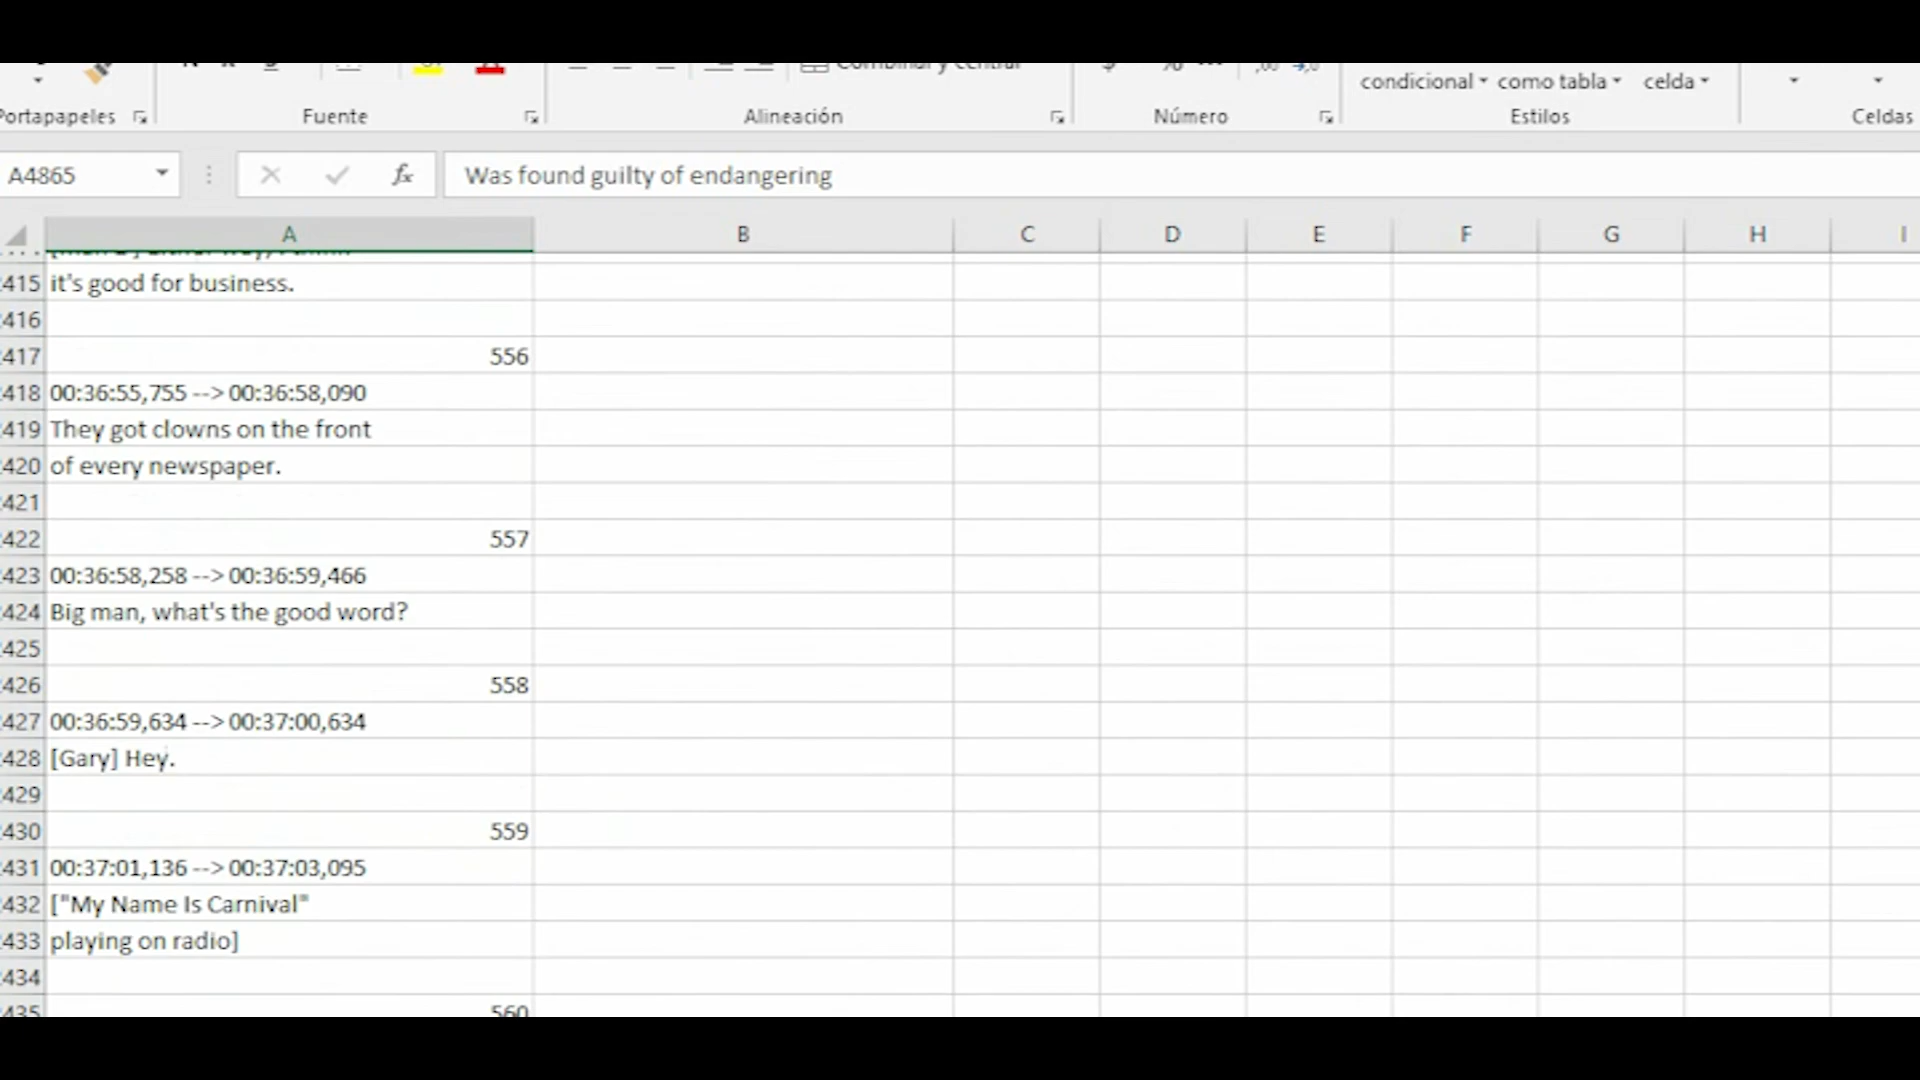 Combinar y central
condicional como tabla celda
Portapapeles Fuente Alineación Número Estilos Celdas
A4865 fx Was found guilty of endangering
A B C D E F G H I
415 it's good for business.
416
417 556
418 00:36:55,755 --> 00:36:58,090
419 They got clowns on the front
420 of every newspaper.
421
422 557
423 00:36:58,258 --> 00:36:59,466
424 Big man, what's the good word?
425
426 558
427 00:36:59,634 --> 00:37:00,634
428 [Gary] Hey.
429
430 559
431 00:37:01,136 --> 00:37:03,095
432 ["My Name Is Carnival"
433 playing on radio]
434
435 560